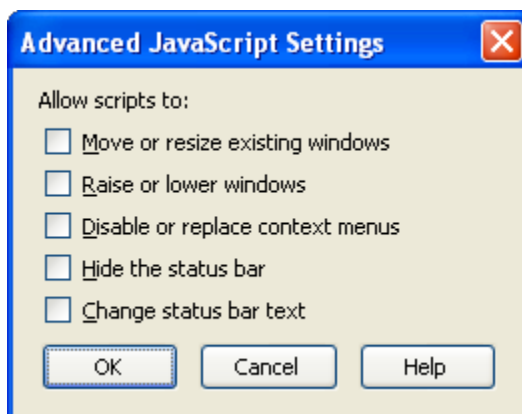 Advanced JavaScript Settings
Allow scripts to:
Move or resize existing windows
Raise or lower windows
Disable or replace context menus
Hide the status bar
Change status bar text
OK Cancel Help